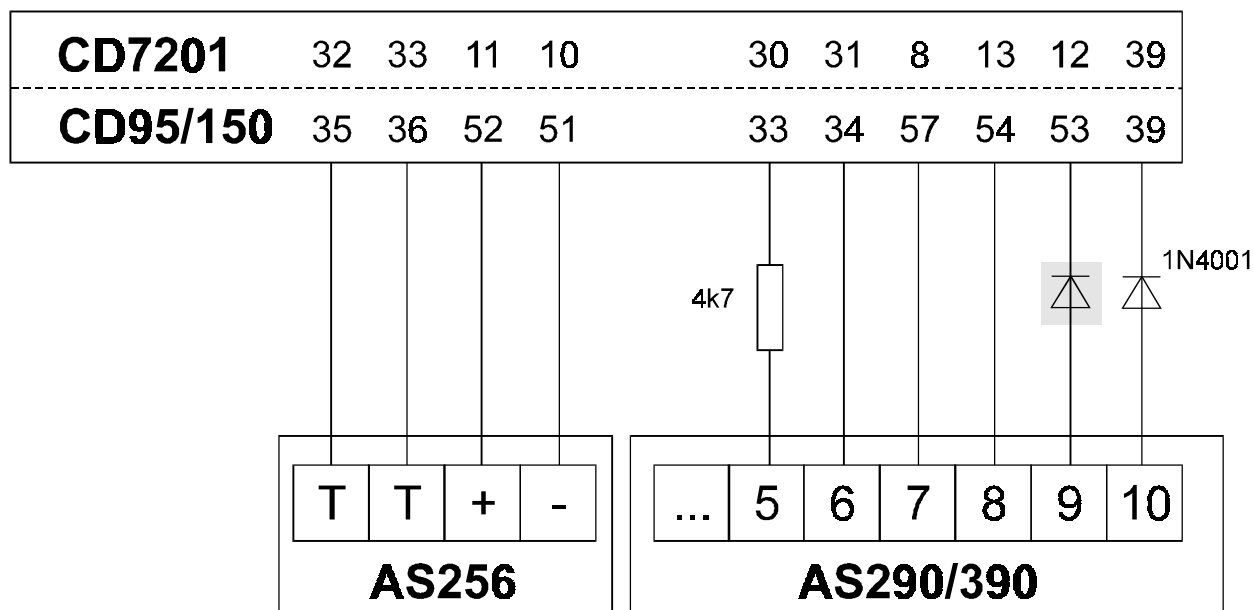 CD7201 32 33 11 10 30 31 8 13 12 39
CD95/150 35 36 52 51 33 34 57 54 53 39
1N4001
4k7
T T + - ... 5 6 7 8 9 10
AS256 AS290/390